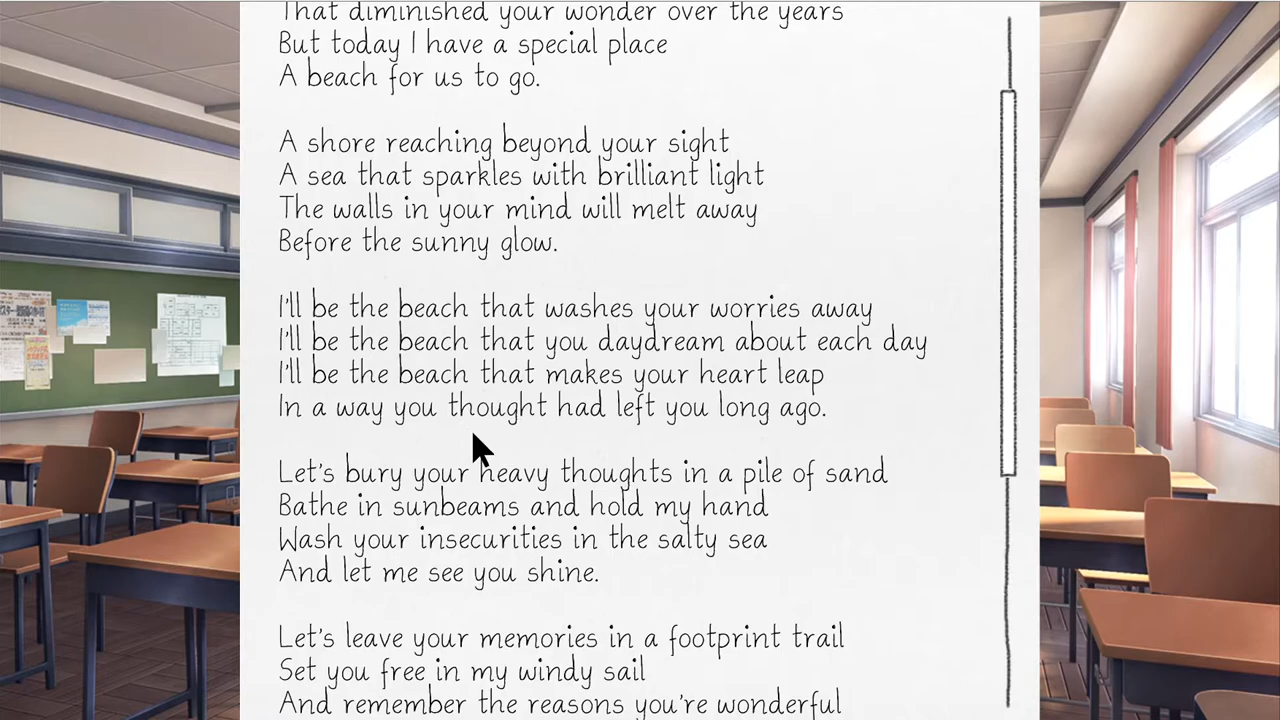 That diminished your wonder over the years
But today I have a special place
A beach for us to go.
A shore reaching beyond your sight
A sea that sparkles with brilliant light
The walls in your mind will melt away
Before the sunny glow.
I'll be the beach that washes your worries away
I'll be the beach that you daydream about each day
I'll be the beach that makes your heart leap
In a way you thought had left you long ago.
Let's bury your heavy thoughts in a pile of sand
Bathe in sunbeams and hold my hand
Wash your insecurities in the salty sea
And let me see you shine.
Let's leave your memories in a footprint trail
Set you free in my windy sail
And remember the reasons you're wonderful